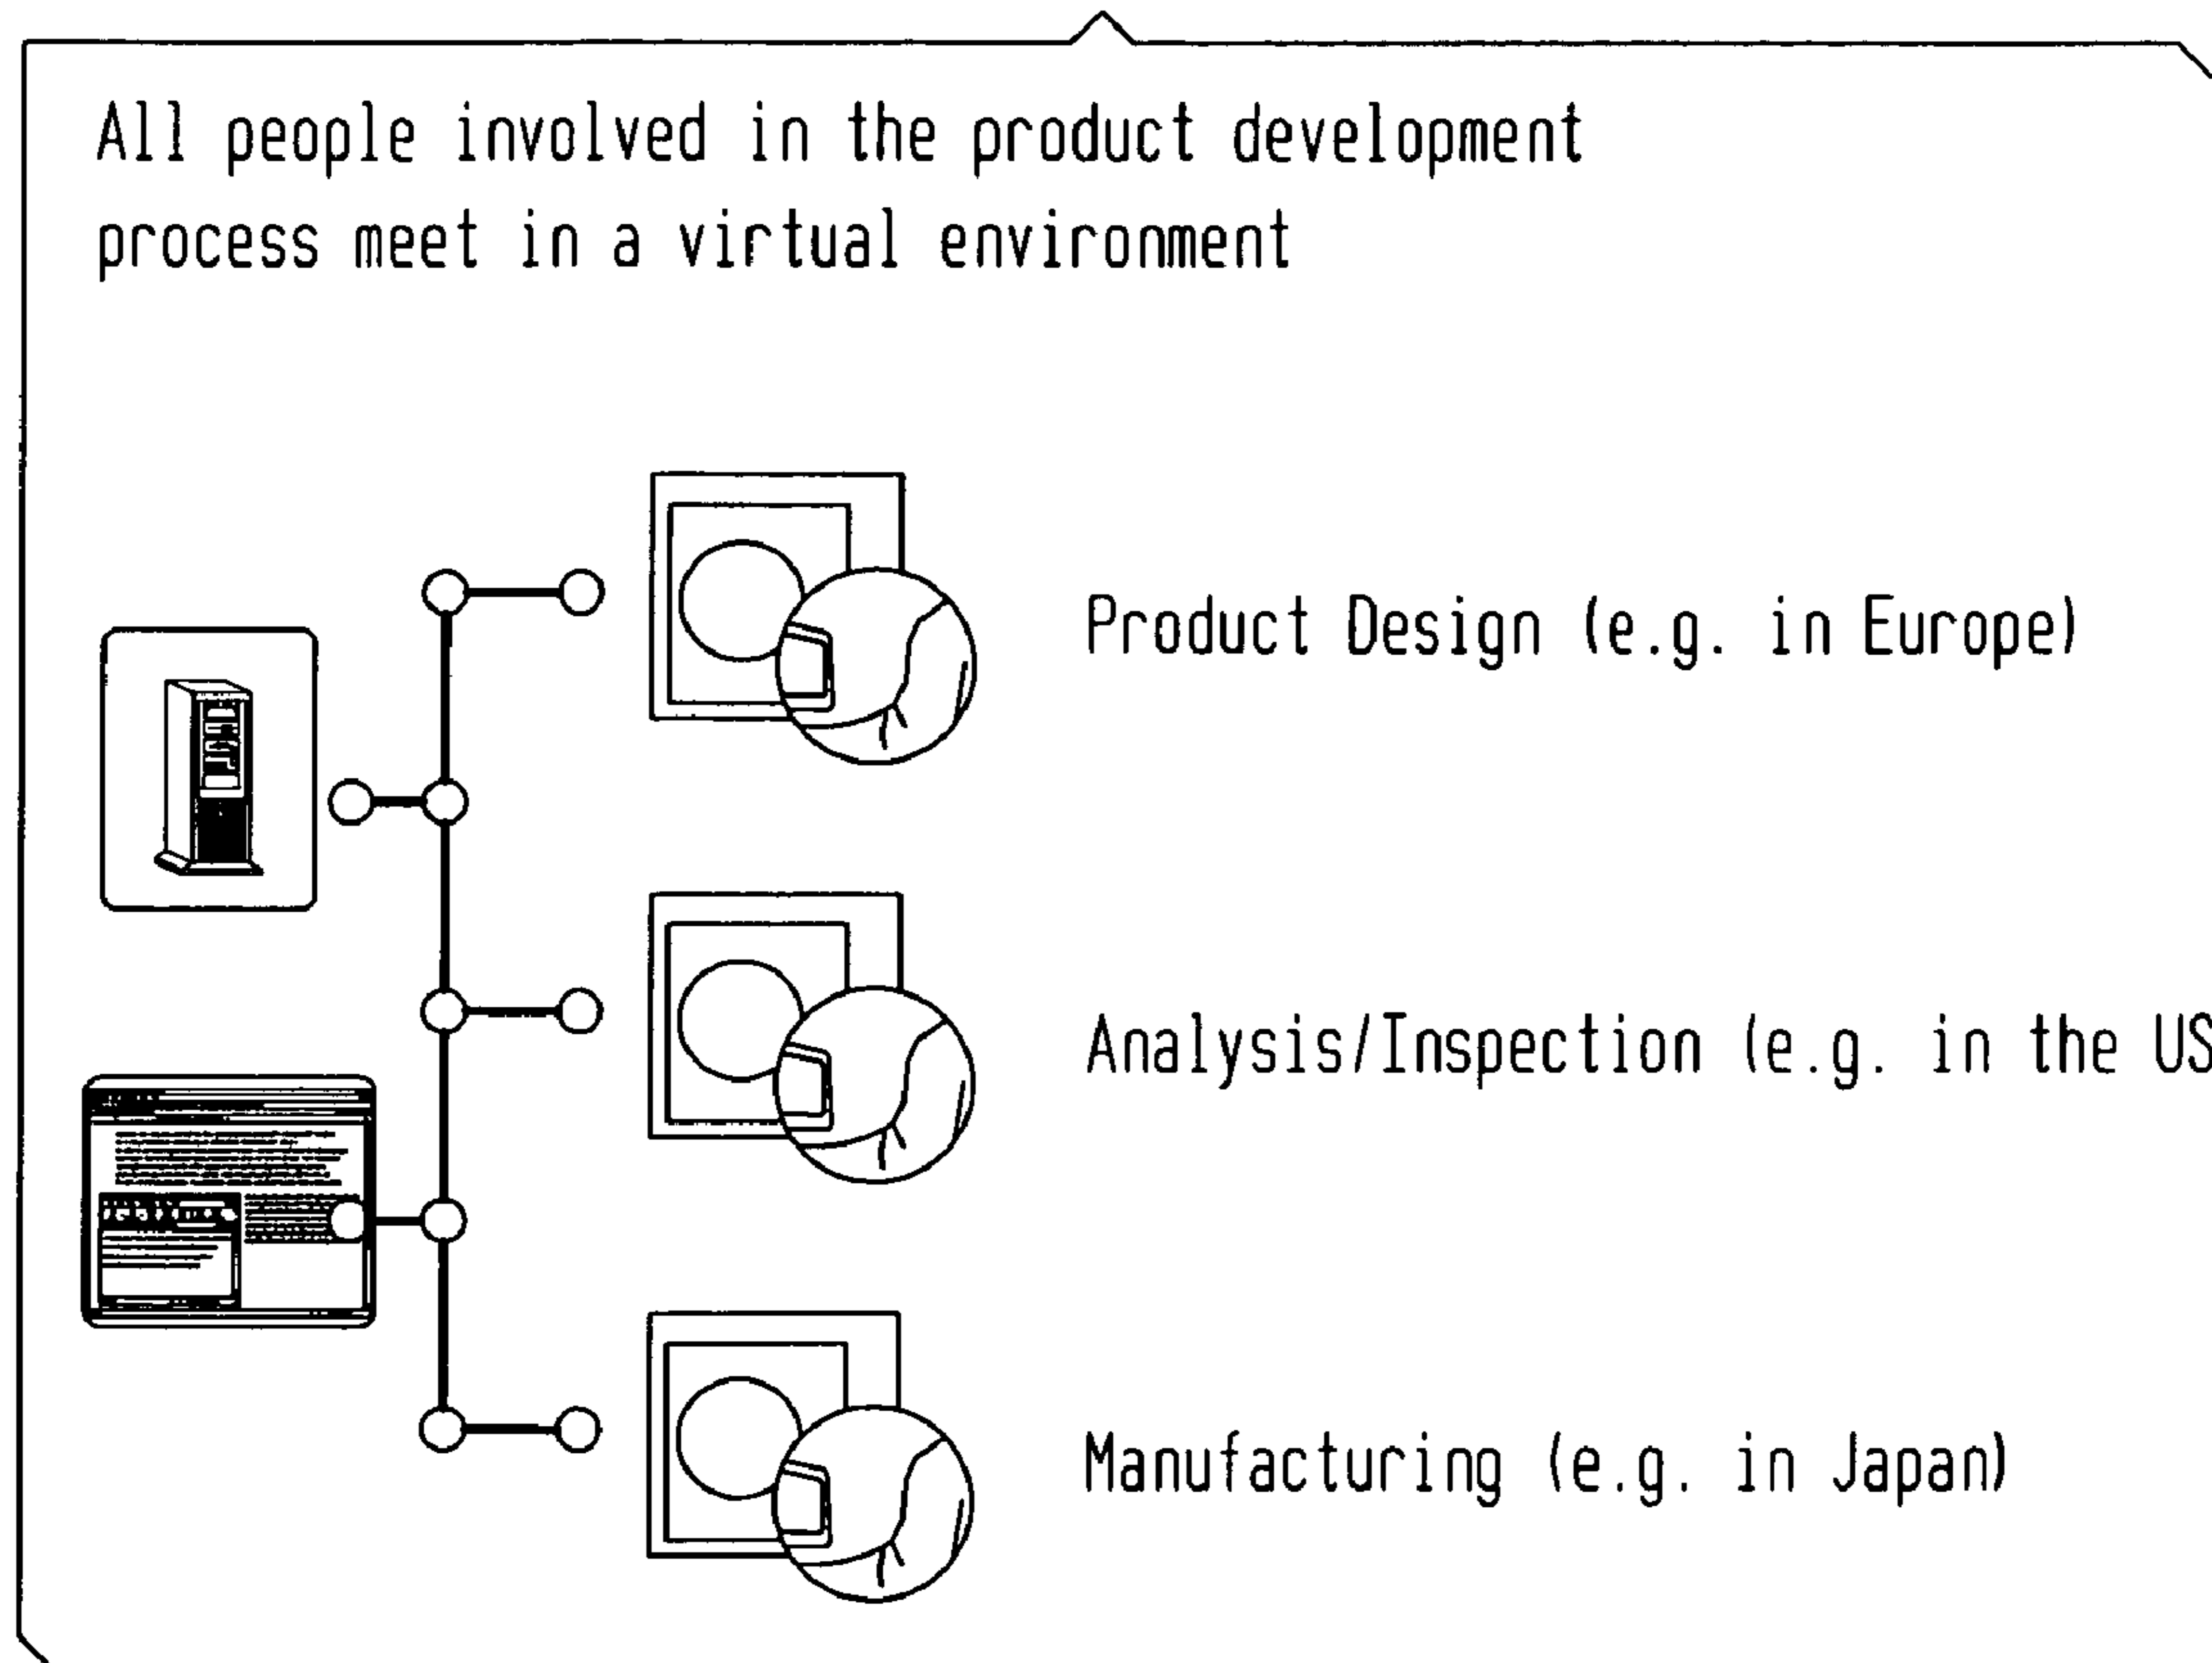 All people involved in the product development
process meet in a virtual environment
Product Design (e.g. in Europe)
Analysis/Inspection (e.g. in the US
Manufacturing (e.g. in Japan)